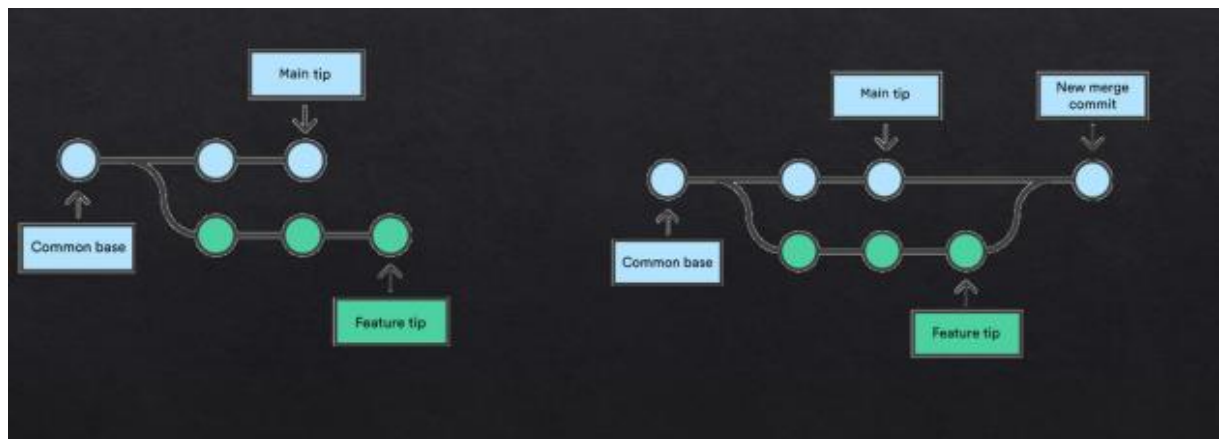 Main tip
Common base
Feature tip
Main tip
New merge
commit
Common base
Feature tip